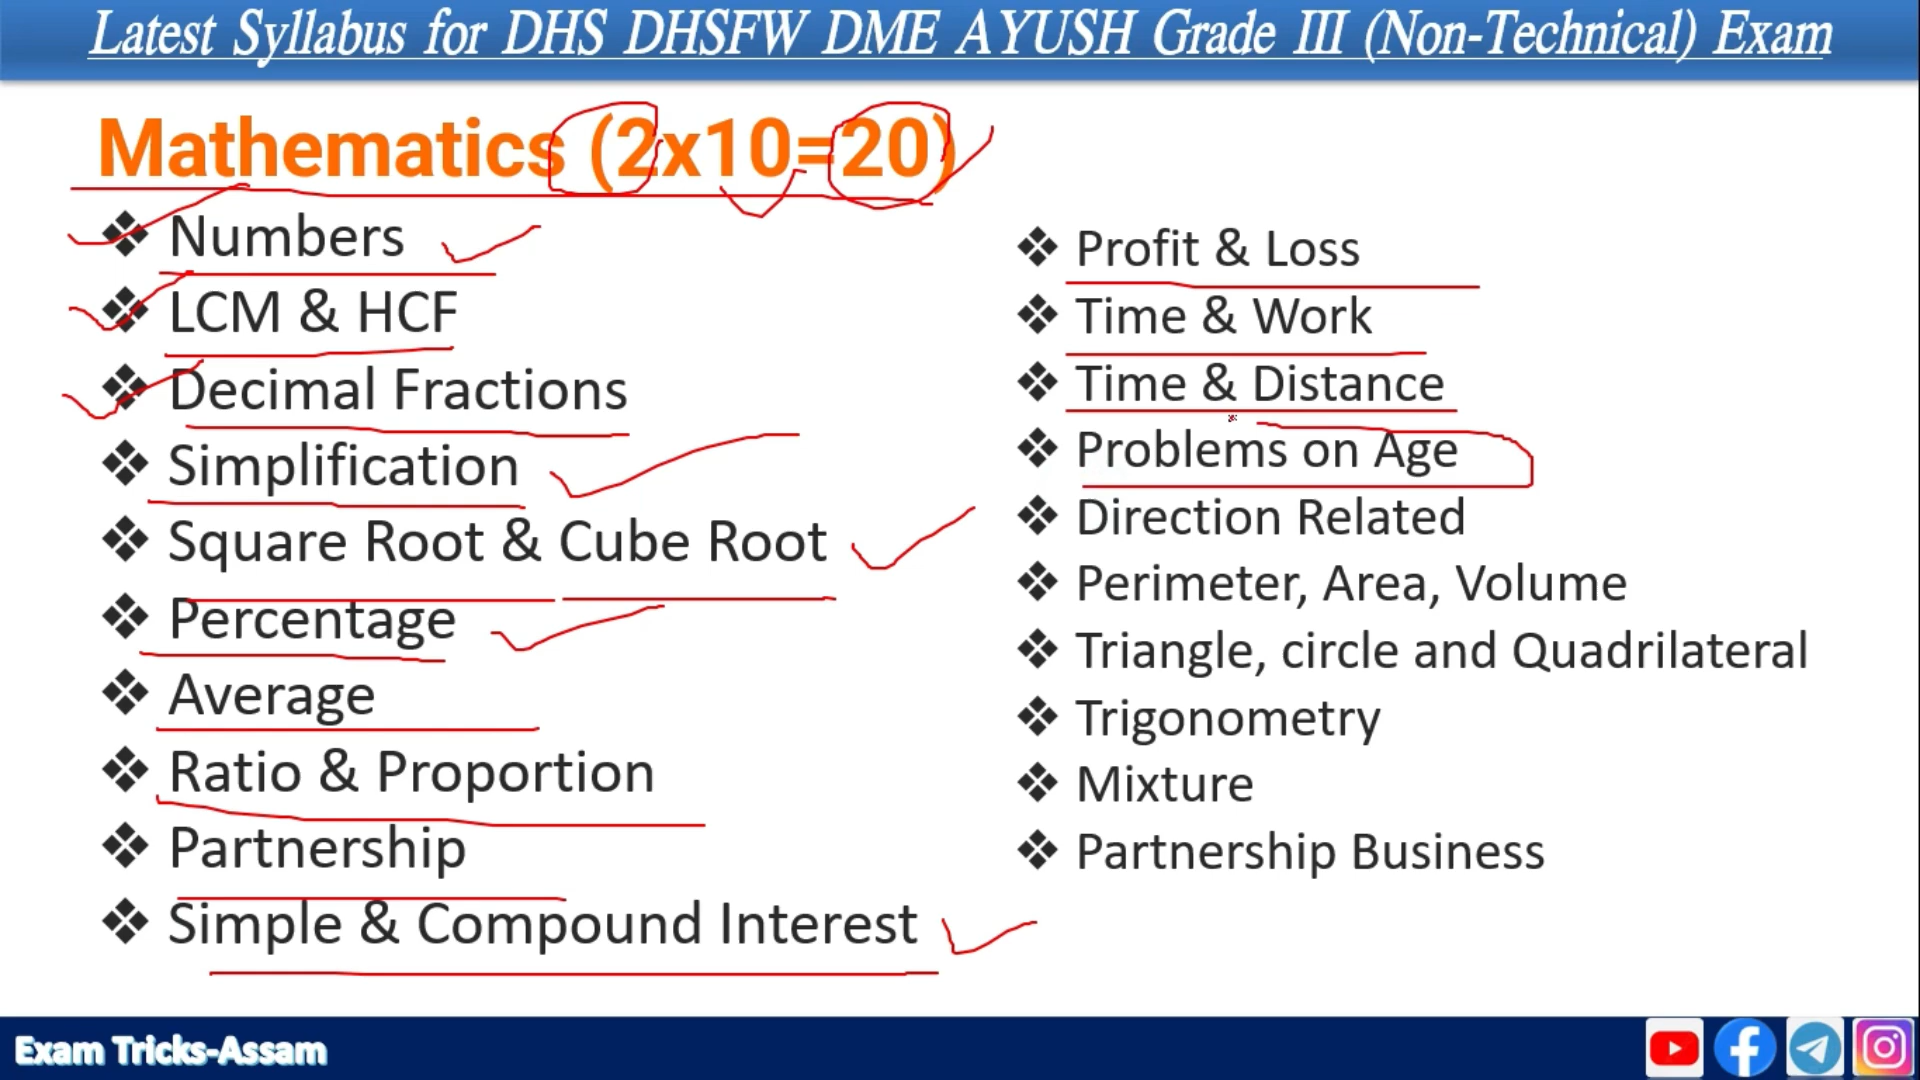 Latest Syllabus for DHS DHSFW DME AYUSH Grade III (Non-Technical) Exam
Mathematics (2x10=20)
Numbers
LCM & HCF
Decimal Fractions
Simplification
Square Root & Cube Root
Percentage
Average
Ratio & Proportion
Partnership
Simple & Compound Interest
Profit & Loss
Time & Work
Time & Distance
Problems on Age
Direction Related
Perimeter, Area, Volume
Triangle, circle and Quadrilateral
Trigonometry
Mixture
Partnership Business
Exam Tricks-Assam